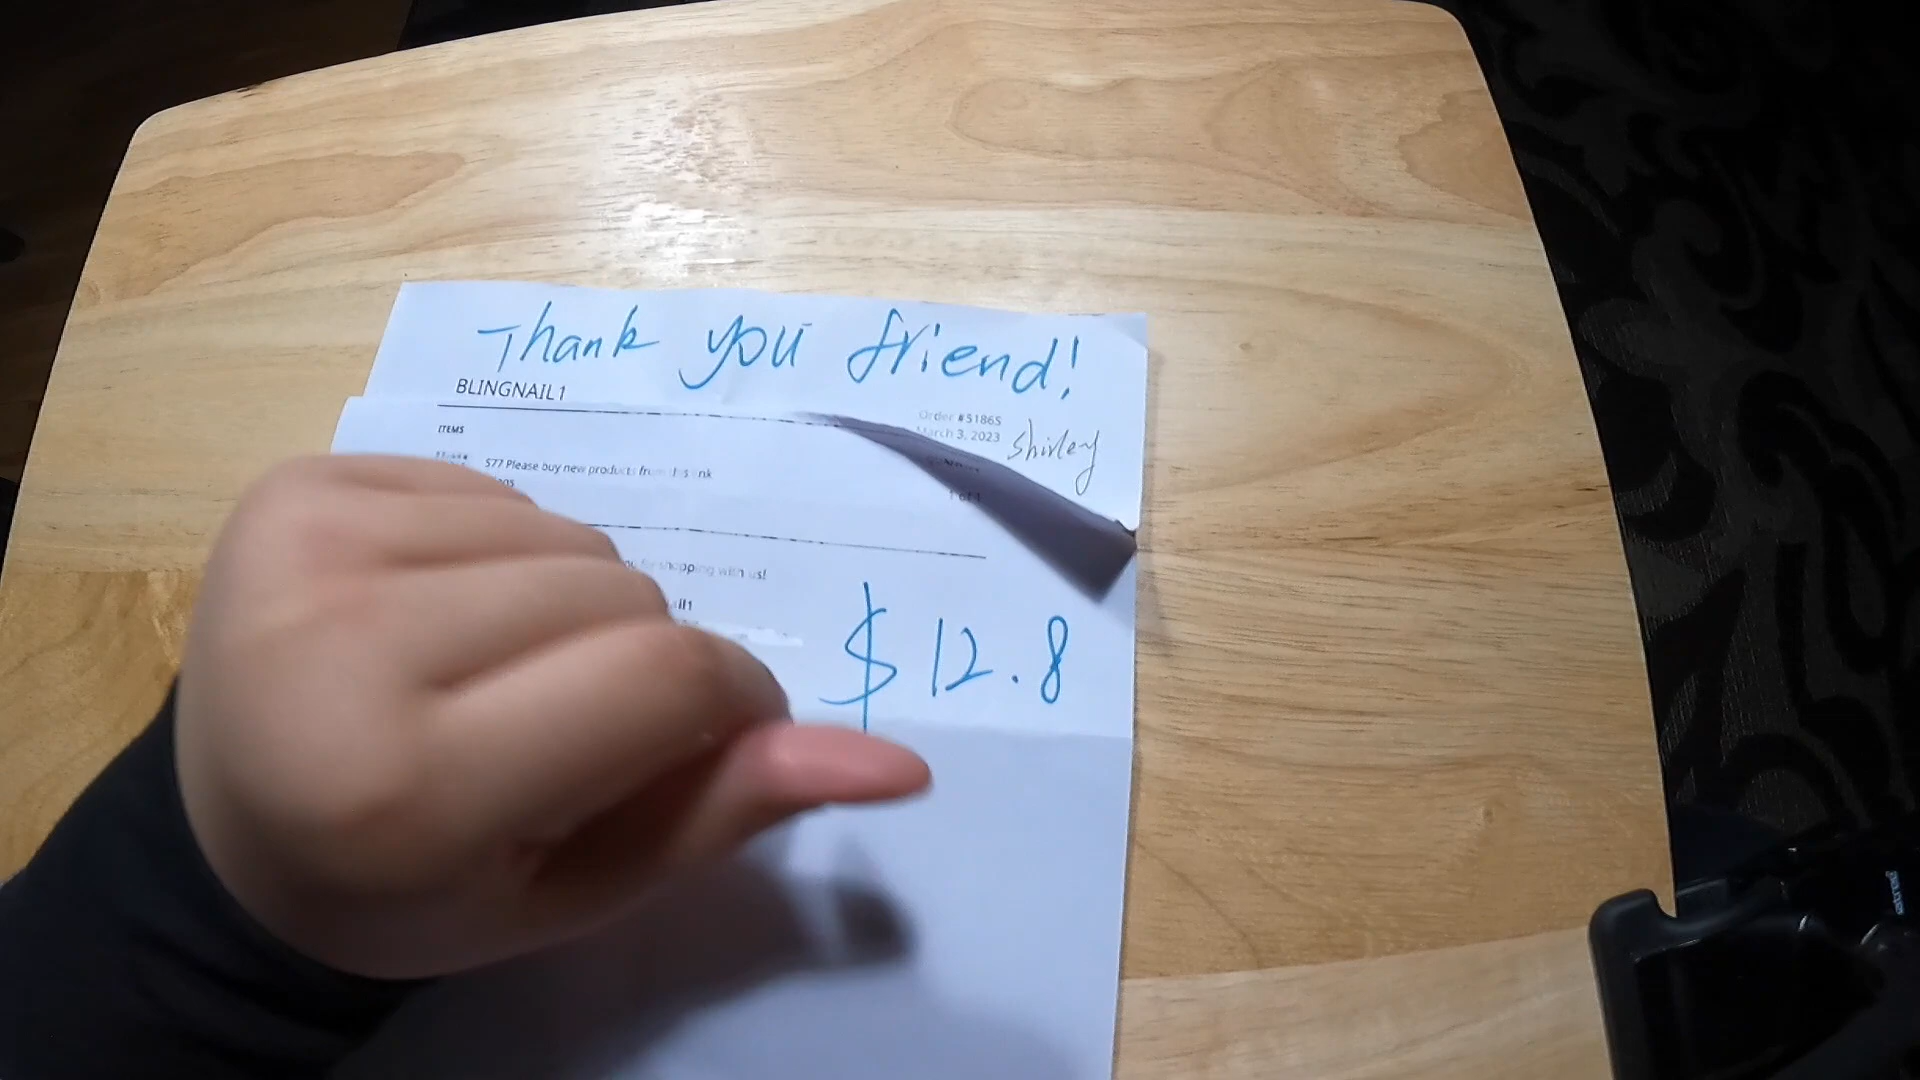 Thank you friend!
BLINGNAIL1
Order #51865
March 3, 2023
Shirley
ITEMS
S77 Please buy new products from this link
1 of 1
for shopping with us!
$ 12.8